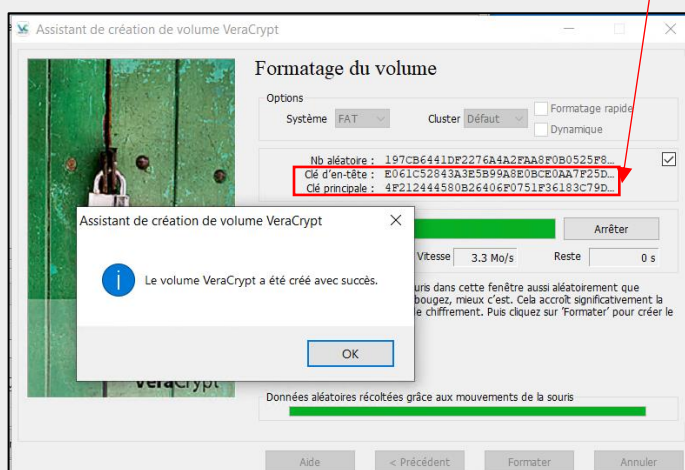 Assistant de création de volume VeraCrypt
Formatage du volume
Options
Système FAT Cluster Défaut Formatage rapide
Dynamique
Nb aléatoire : 197CB6441DF2276A4A2FAA8F0B0525F8...
Clé d'en-tête : E061C52843A3E5B99A8E0BCE0AA7F25D...
Clé principale : 4F212444580B26406F0751F36183C79D...
Assistant de création de volume VeraCrypt
Arrêter
Vitesse 3.3 Mo/s Reste 0 s
Le volume VeraCrypt a été créé avec succès.
dans cette fenêtre aussi aléatoirement que
bougez, mieux c'est. Cela accroît significativement la
chiffrement. Puis cliquez sur 'Formater' pour créer le
OK
VeraCrypt
Données aléatoires récoltées grâce aux mouvements de la souris
Aide < Précédent Formater Annuler